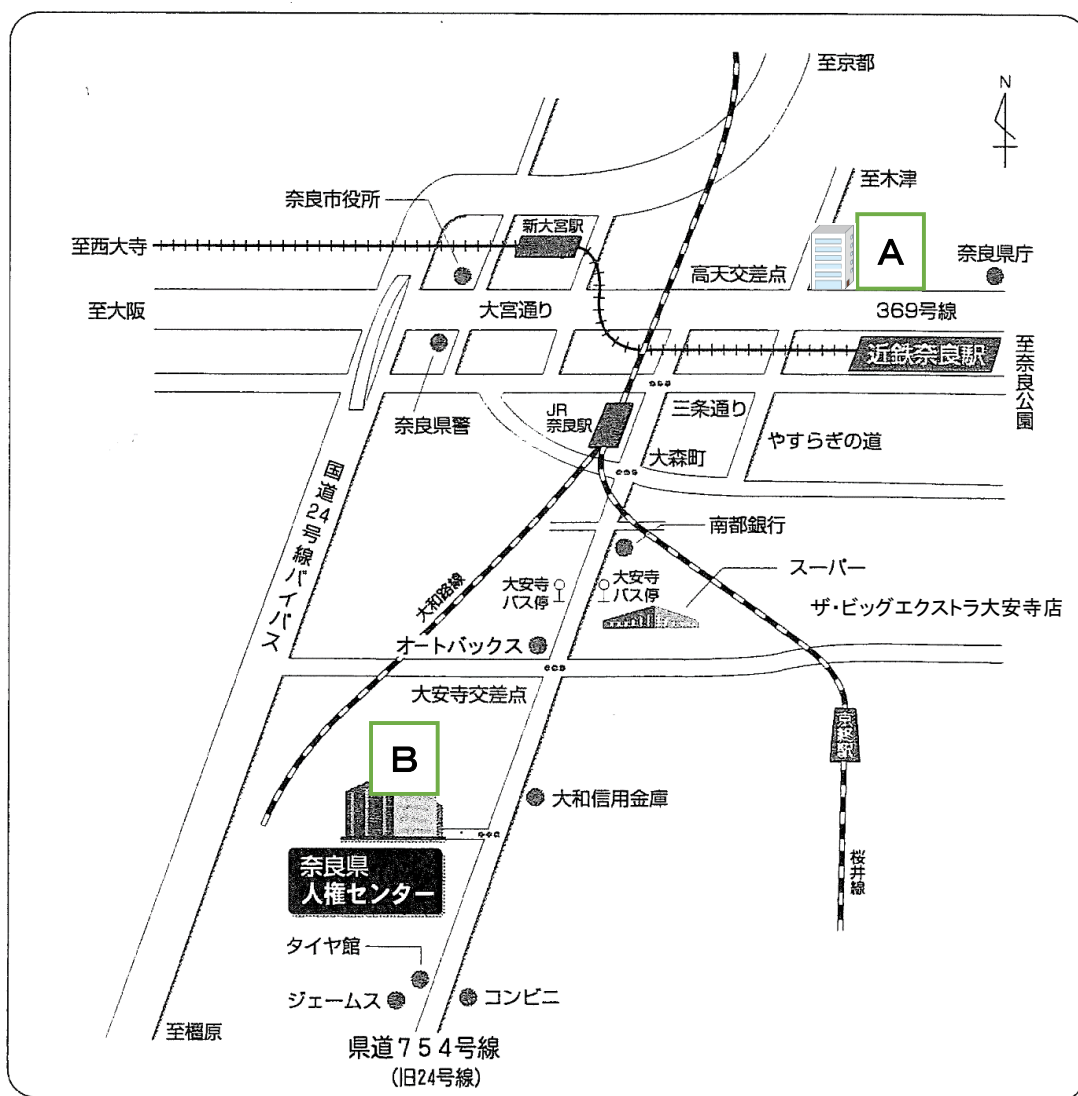 至京都
N
至木津
奈良市役所
新大宮駅
A
至西大寺
高天交差点
奈良県庁
至大阪
大宮通り
369号線
近鉄奈良駅
至奈良公園
奈良県警
JR
奈良駅
三条通り
大森町
やすらぎの道
国道24号線バイパス
南都銀行
大和路線
大安寺
バス停
大安寺
バス停
スーパー
ザ・ビッグエクストラ大安寺店
オートバックス
大安寺交差点
京終駅
B
大和信用金庫
桜井線
奈良県
人権センター
タイヤ館
ジェームス
コンビニ
至橿原
県道754号線
(旧24号線)